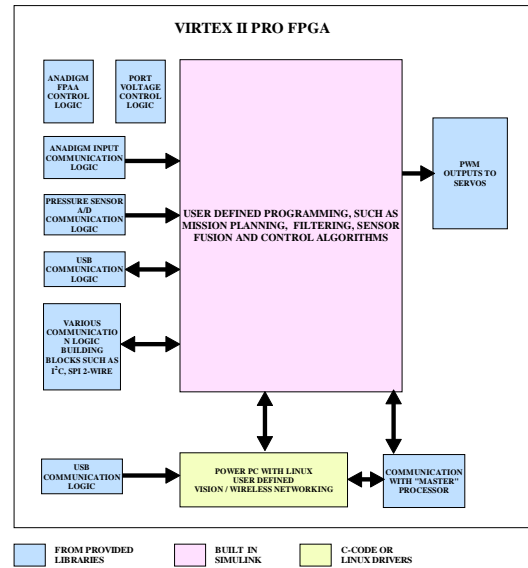 VIRTEX II PRO FPGA
ANADIGM
FPAA
CONTROL
LOGIC
PORT
VOLTAGE
CONTROL
LOGIC
ANADIGM INPUT
COMMUNICATION
LOGIC
PRESSURE SENSOR
A/D
COMMUNICATION
LOGIC
USB
COMMUNICATION
LOGIC
VARIOUS
COMMUNICATIO
N LOGIC
BUILDING
BLOCKS SUCH AS
I²C, SPI 2-WIRE
USER DEFINED PROGRAMMING, SUCH AS
MISSION PLANNING, FILTERING, SENSOR
FUSION AND CONTROL ALGORITHMS
PWM
OUTPUTS TO
SERVOS
USB
COMMUNICATION
LOGIC
POWER PC WITH LINUX
USER DEFINED
VISION / WIRELESS NETWORKING
COMMUNICATION
WITH "MASTER"
PROCESSOR
FROM PROVIDED
LIBRARIES
BUILT IN
SIMULINK
C-CODE OR
LINUX DRIVERS